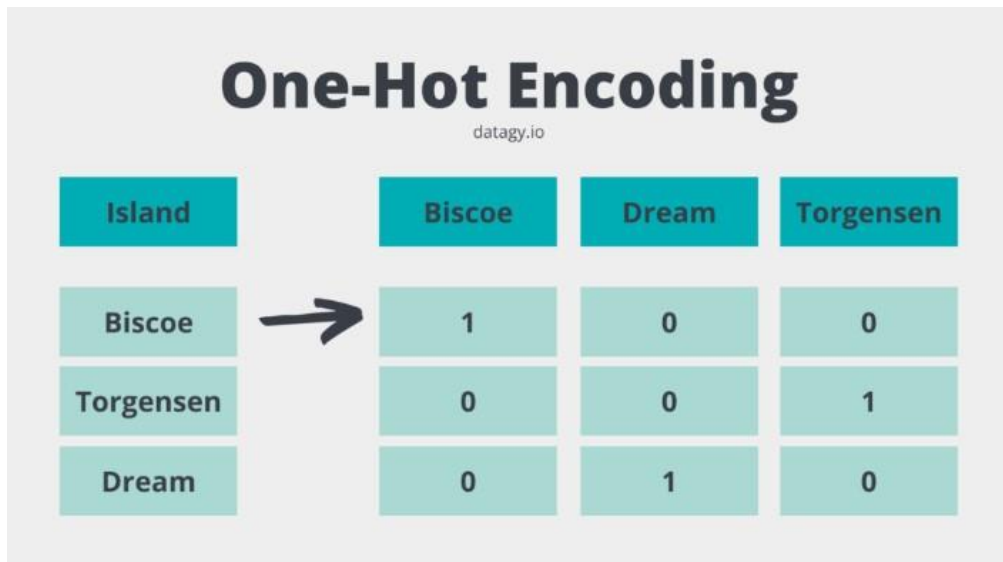 One-Hot Encoding
datagy.io
Island Biscoe Dream Torgensen
Biscoe 1 0 0
Torgensen 0 0 1
Dream 0 1 0